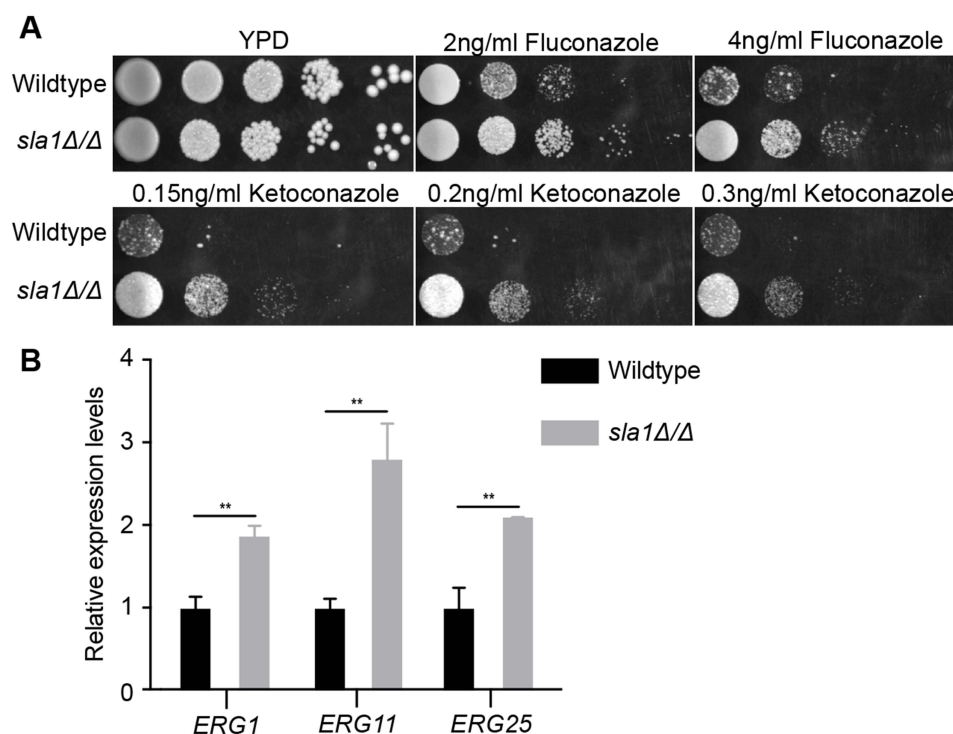 A
YPD
2ng/ml Fluconazole
4ng/ml Fluconazole
Wildtype
sla1Δ/Δ
0.15ng/ml Ketoconazole
0.2ng/ml Ketoconazole
0.3ng/ml Ketoconazole
Wildtype
sla1Δ/Δ
B
Relative expression levels
4
3
2
1
0
**
**
**
Wildtype
sla1Δ/Δ
ERG1
ERG11
ERG25